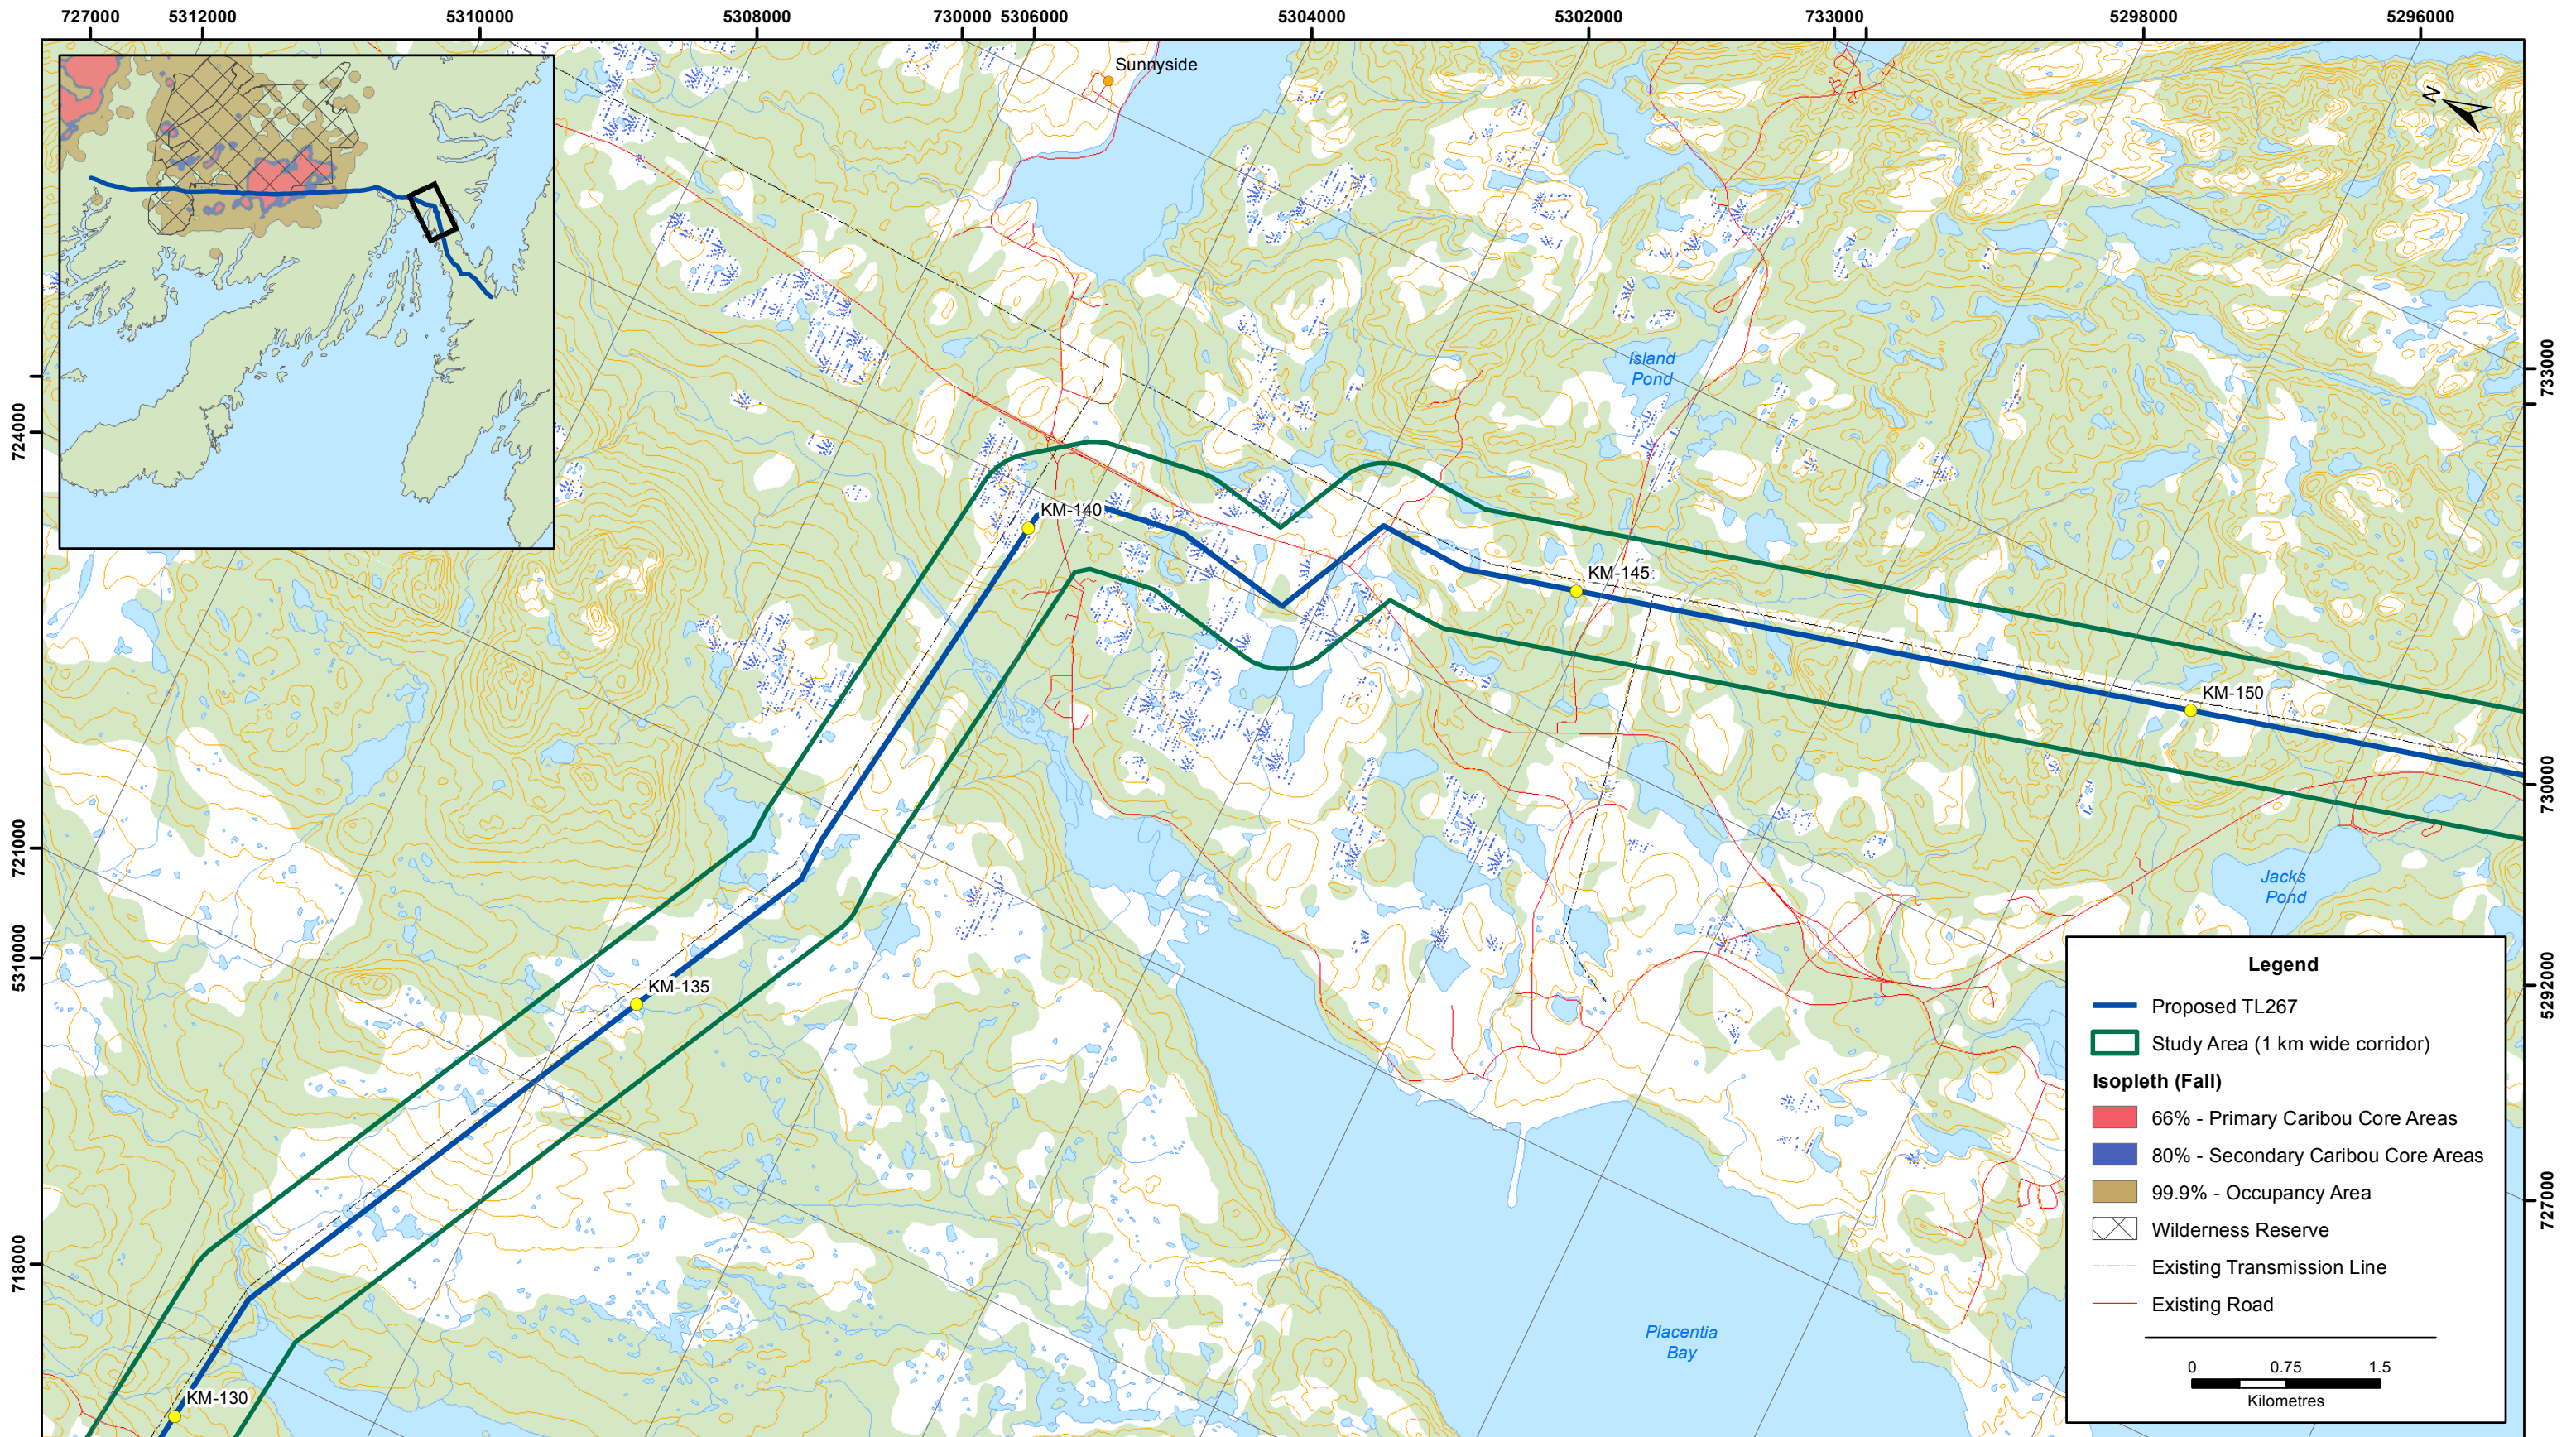 727000 5312000 5310000 5308000 730000 5306000 5304000 5302000 733000 5298000 5296000
Sunnyside
N
Island
Pond
733000
724000
KM-140
KM-145
KM-150
730000
721000
Jacks
Pond
5310000
KM-135
5292000
727000
718000
KM-130
Placentia
Bay
Legend
Proposed TL267
Study Area (1 km wide corridor)
Isopleth (Fall)
66% - Primary Caribou Core Areas
80% - Secondary Caribou Core Areas
99.9% - Occupancy Area
Wilderness Reserve
Existing Transmission Line
Existing Road
0 0.75 1.5
Kilometres